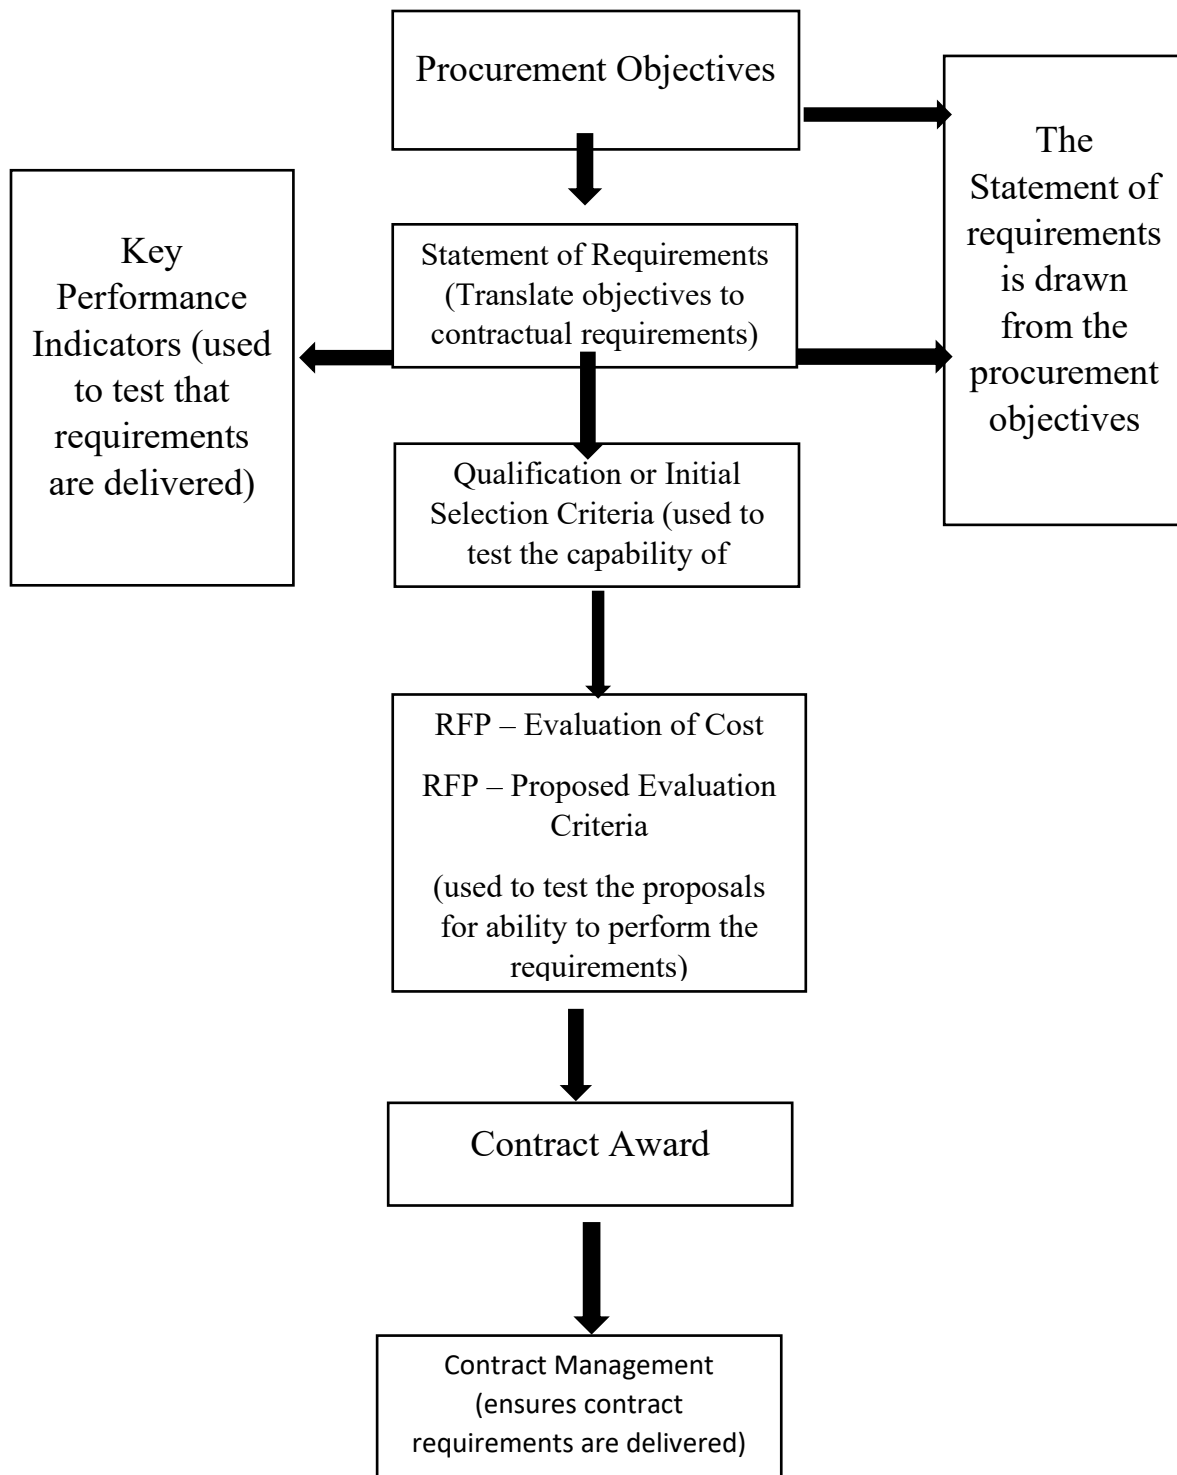 Procurement Objectives
The
Statement of
requirements
is drawn
from the
procurement
objectives
Key
Performance
Indicators (used
to test that
requirements
are delivered)
Statement of Requirements
(Translate objectives to
contractual requirements)
Qualification or Initial
Selection Criteria (used to
test the capability of
RFP – Evaluation of Cost
RFP – Proposed Evaluation
Criteria
(used to test the proposals
for ability to perform the
requirements)
Contract Award
Contract Management
(ensures contract
requirements are delivered)